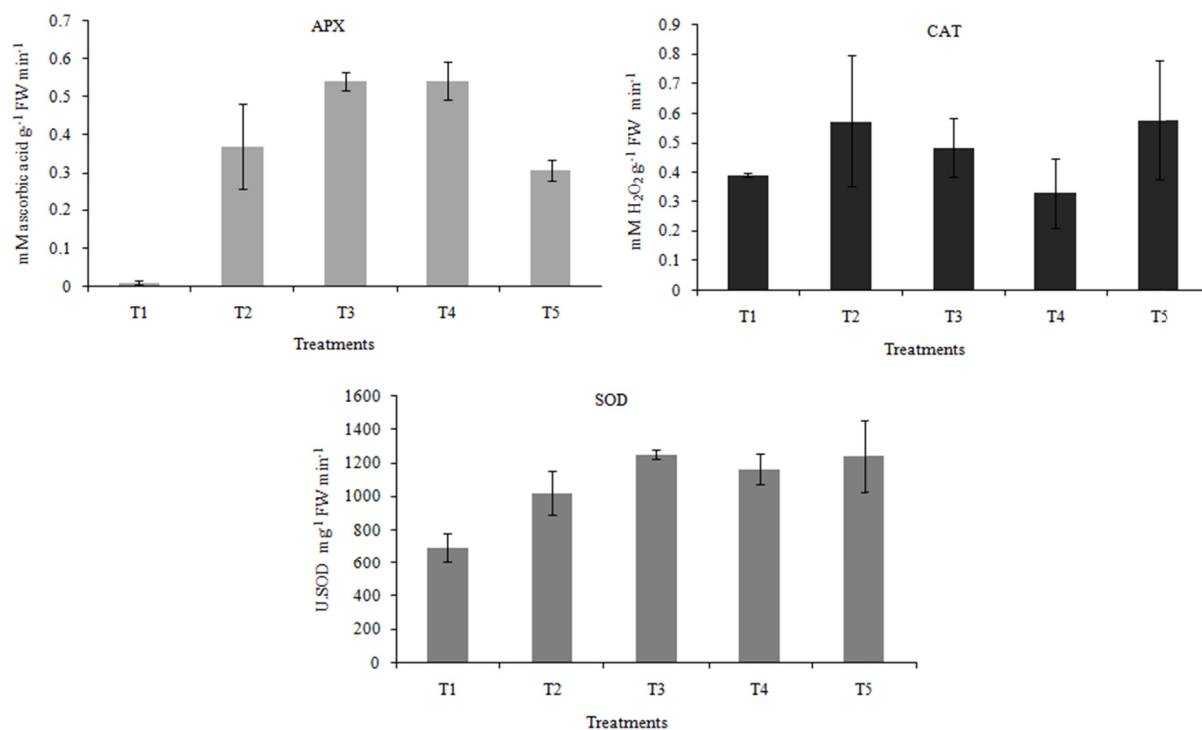 APX
mM ascorbic acid g-1 FW min-1
0.7
0.6
0.5
0.4
0.3
0.2
0.1
0
T1 T2 T3 T4 T5
Treatments
CAT
mM H2O2 g-1 FW min-1
0.9
0.8
0.7
0.6
0.5
0.4
0.3
0.2
0.1
0
T1 T2 T3 T4 T5
Treatments
SOD
U.SOD mg-1 FW min-1
1600
1400
1200
1000
800
600
400
200
0
T1 T2 T3 T4 T5
Treatments